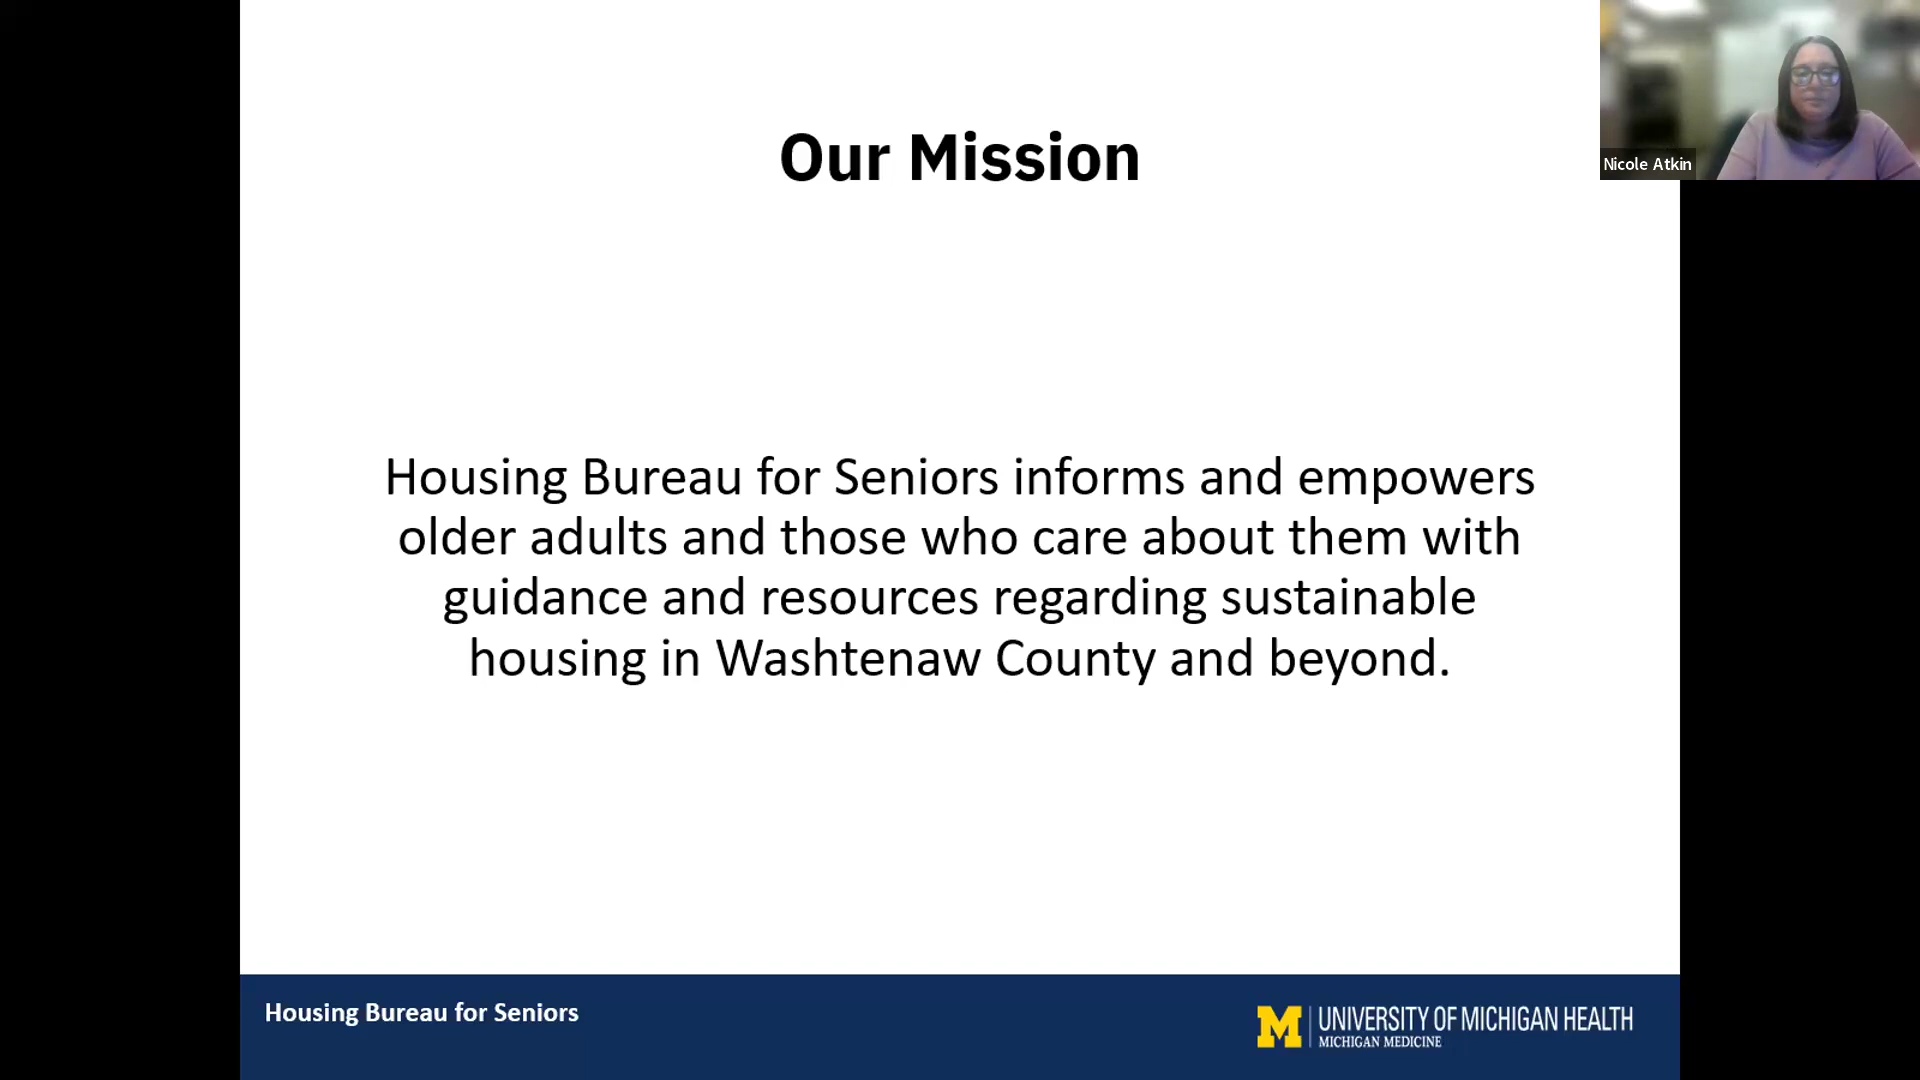 Our Mission
Nicole Atkin
Housing Bureau for Seniors informs and empowers
older adults and those who care about them with
guidance and resources regarding sustainable
housing in Washtenaw County and beyond.
Housing Bureau for Seniors
M UNIVERSITY OF MICHIGAN HEALTH
MICHIGAN MEDICINE